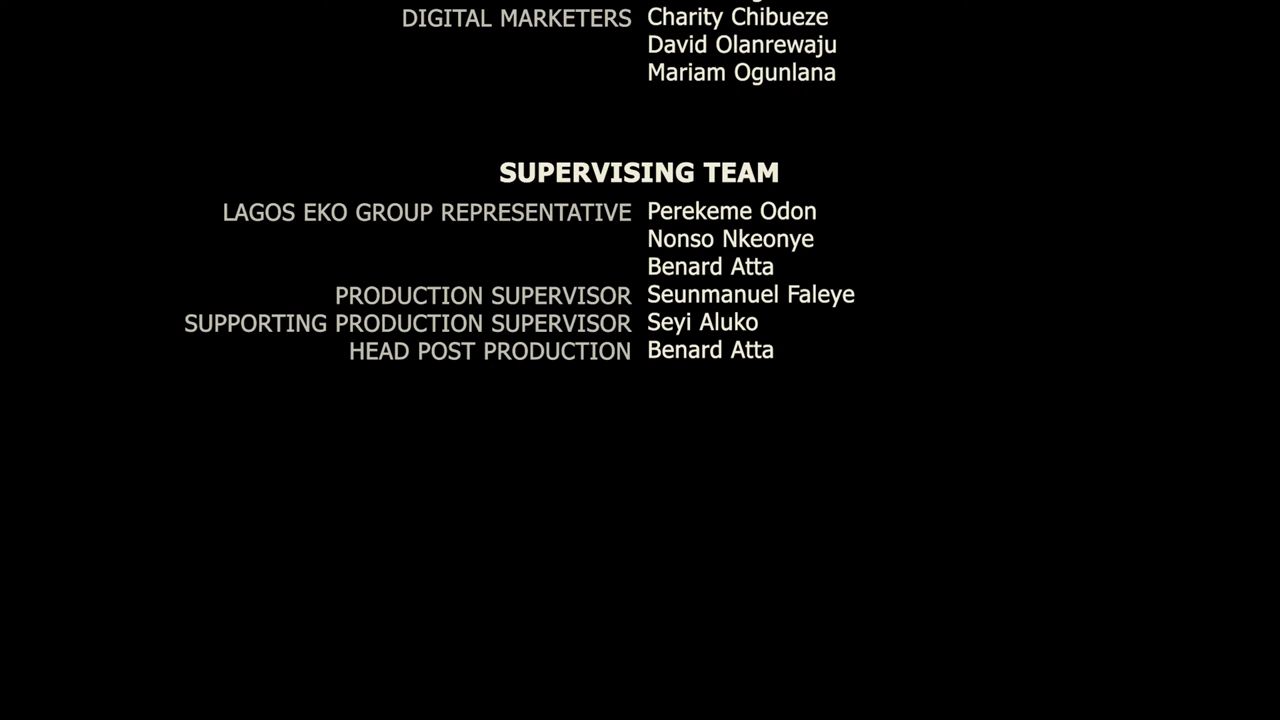 DIGITAL MARKETERS Charity Chibueze
David Olanrewaju
Mariam Ogunlana
SUPERVISING TEAM
LAGOS EKO GROUP REPRESENTATIVE Perekeme Odon
Nonso Nkeonye
Benard Atta
PRODUCTION SUPERVISOR Seunmanuel Faleye
SUPPORTING PRODUCTION SUPERVISOR Seyi Aluko
HEAD POST PRODUCTION Benard Atta